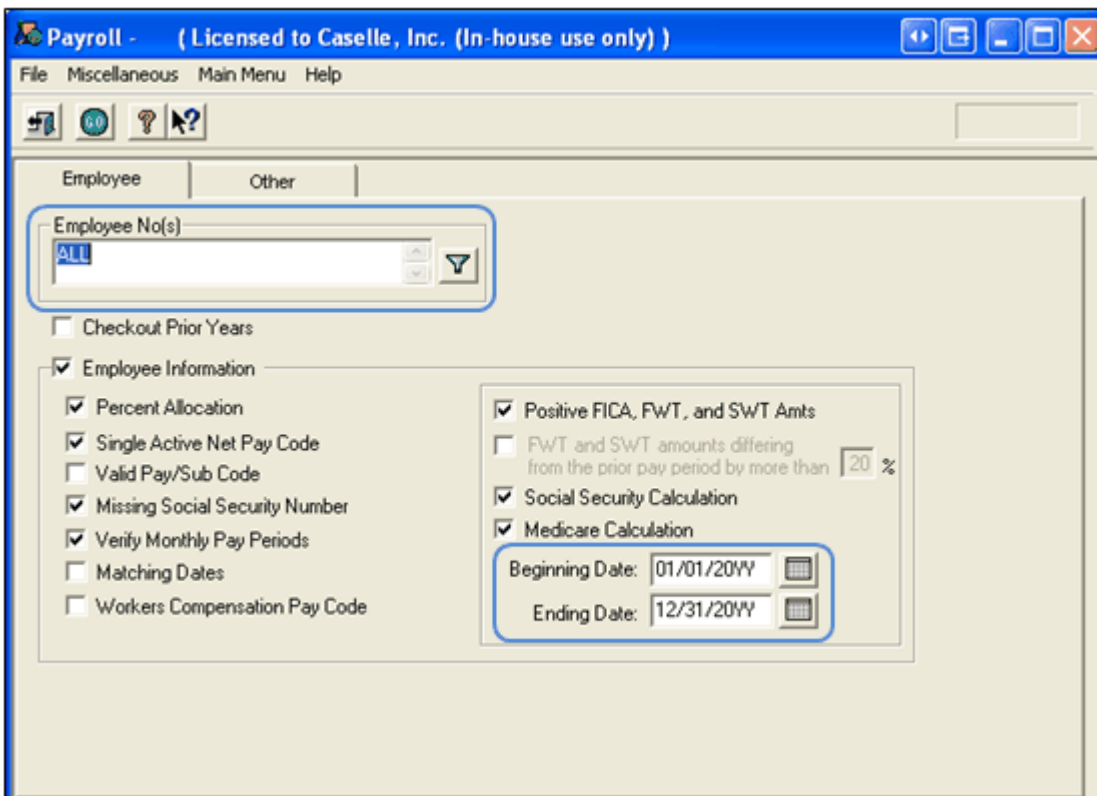 Payroll - ( Licensed to Caselle, Inc. (In-house use only) )
File Miscellaneous Main Menu Help
GO ? ?
Employee Other
Employee No(s)
ALL
Checkout Prior Years
Employee Information
Percent Allocation
Single Active Net Pay Code
Valid Pay/Sub Code
Missing Social Security Number
Verify Monthly Pay Periods
Matching Dates
Workers Compensation Pay Code
Positive FICA, FWT, and SWT Amts
FWT and SWT amounts differing
from the prior pay period by more than 20 %
Social Security Calculation
Medicare Calculation
Beginning Date: 01/01/20YY
Ending Date: 12/31/20YY